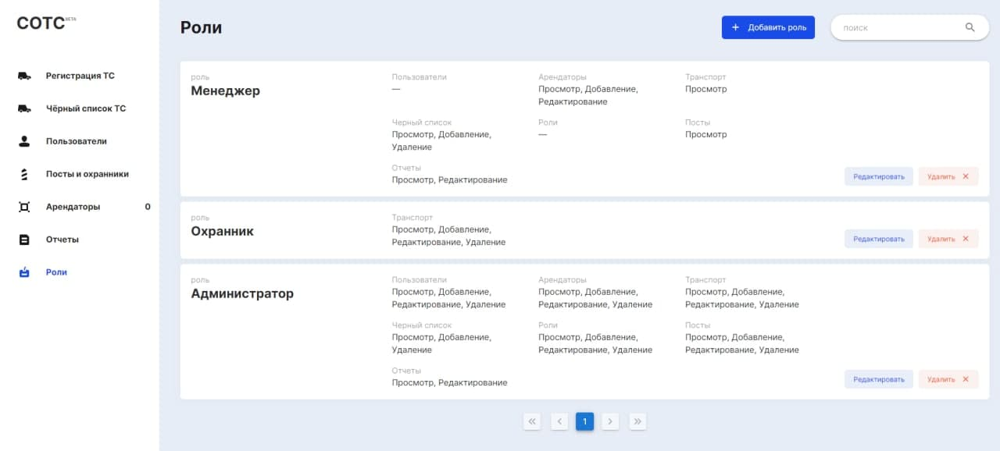 СОТС BETA
Регистрация ТС
Чёрный список ТС
Пользователи
Посты и охранники
Арендаторы 0
Отчеты
Роли
Роли
+ Добавить роль
поиск
роль
Менеджер
Пользователи
—
Арендаторы
Просмотр, Добавление,
Редактирование
Транспорт
Просмотр
Черный список
Просмотр, Добавление,
Удаление
Роли
—
Посты
Просмотр
Отчеты
Просмотр, Редактирование
Редактировать
Удалить ×
роль
Охранник
Транспорт
Просмотр, Добавление,
Редактирование, Удаление
Редактировать
Удалить ×
роль
Администратор
Пользователи
Просмотр, Добавление,
Редактирование, Удаление
Арендаторы
Просмотр, Добавление,
Редактирование, Удаление
Транспорт
Просмотр, Добавление,
Редактирование, Удаление
Черный список
Просмотр, Добавление,
Удаление
Роли
Просмотр, Добавление,
Редактирование, Удаление
Посты
Просмотр, Добавление,
Редактирование, Удаление
Отчеты
Просмотр, Редактирование
Редактировать
Удалить ×
« ‹ 1 › »